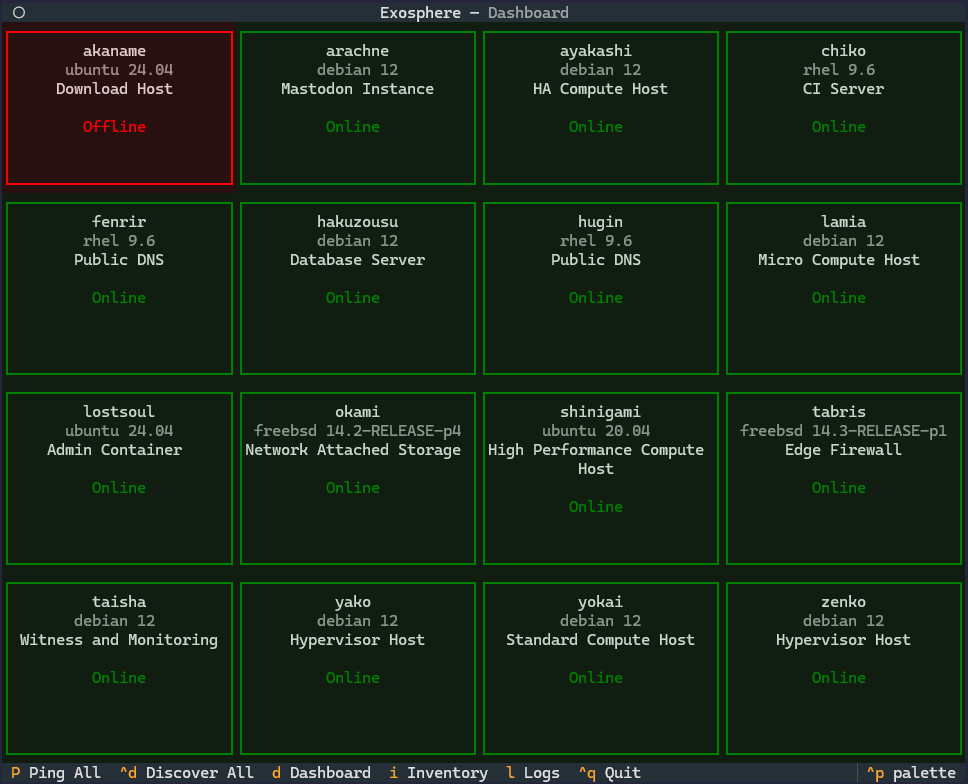 Exosphere — Dashboard
akaname
ubuntu 24.04
Download Host
Offline
arachne
debian 12
Mastodon Instance
Online
ayakashi
debian 12
HA Compute Host
Online
chiko
rhel 9.6
CI Server
Online
fenrir
rhel 9.6
Public DNS
Online
hakuzousu
debian 12
Database Server
Online
hugin
rhel 9.6
Public DNS
Online
lamia
debian 12
Micro Compute Host
Online
lostsoul
ubuntu 24.04
Admin Container
Online
okami
freebsd 14.2-RELEASE-p4
Network Attached Storage
Online
shinigami
ubuntu 20.04
High Performance Compute
Host
Online
tabris
freebsd 14.3-RELEASE-p1
Edge Firewall
Online
taisha
debian 12
Witness and Monitoring
Online
yako
debian 12
Hypervisor Host
Online
yokai
debian 12
Standard Compute Host
Online
zenko
debian 12
Hypervisor Host
Online
P Ping All ^d Discover All d Dashboard i Inventory l Logs ^q Quit ^p palette